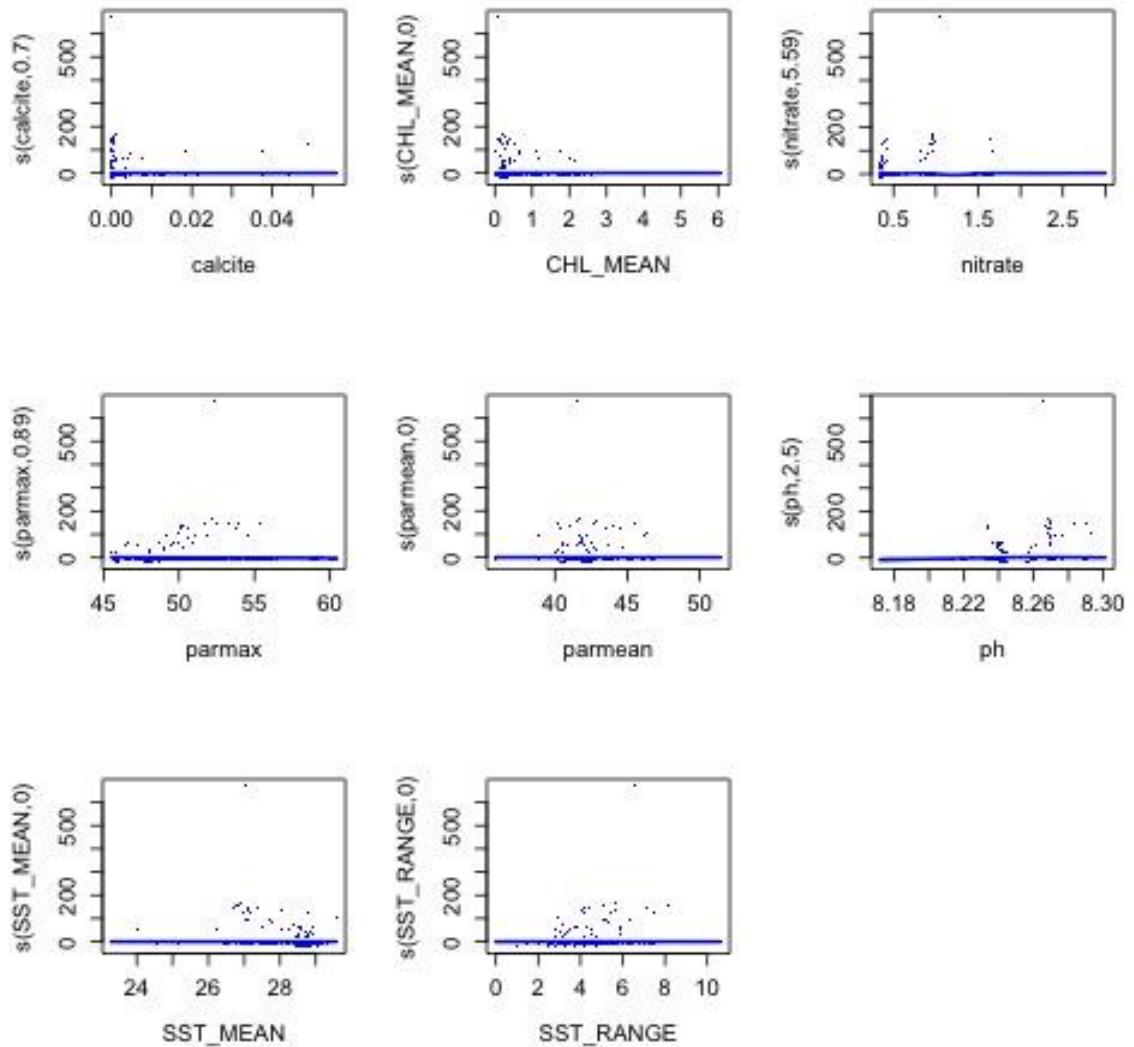 s(calcite,0.7)
0 200 500
0.00 0.02 0.04
calcite
s(CHL_MEAN,0)
0 200 500
0 1 2 3 4 5 6
CHL_MEAN
s(nitrate,5.59)
0 200 500
0.5 1.5 2.5
nitrate
s(parmax,0.89)
0 200 500
45 50 55 60
parmax
s(parmean,0)
0 200 500
40 45 50
parmean
s(ph,2.5)
0 200 500
8.18 8.22 8.26 8.30
ph
s(SST_MEAN,0)
0 200 500
24 26 28
SST_MEAN
s(SST_RANGE,0)
0 200 500
0 2 4 6 8 10
SST_RANGE